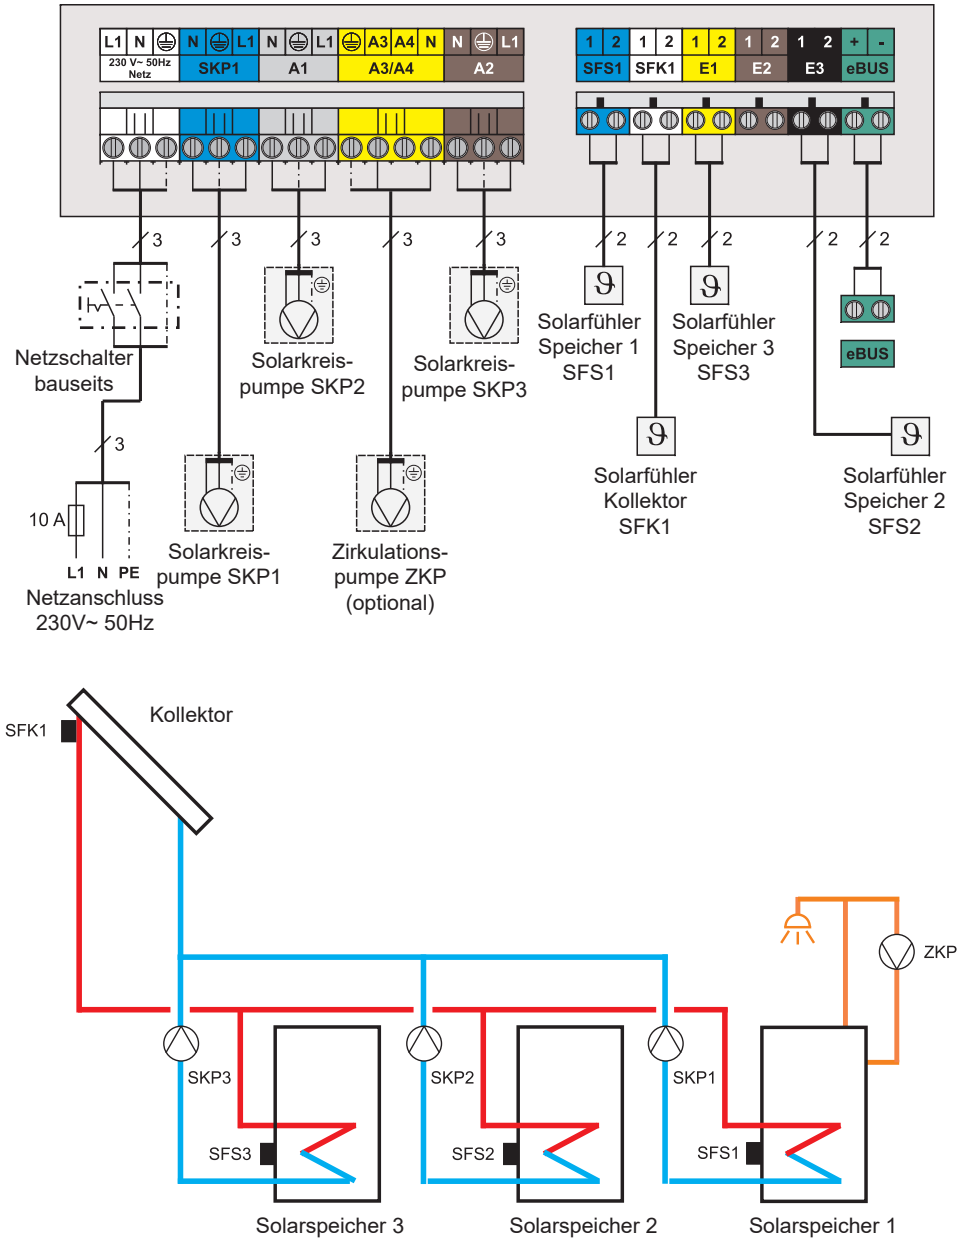 L1 N N L1 N L1 A3 A4 N N L1 1 2 1 2 1 2 1 2 1 2 + -
230 V~ 50Hz
Netz
SKP1 A1 A3/A4 A2 SFS1 SFK1 E1 E2 E3 eBUS
3 3 3 3 3 2 2 2 2 2
Netzschalter
bauseits
Solarkreis-
pumpe SKP2
Solarkreis-
pumpe SKP3
ϑ
Solarfühler
Speicher 1
SFS1
ϑ
Solarfühler
Speicher 3
SFS3
eBUS
3
10 A
L1 N PE
Netzanschluss
230V~ 50Hz
Solarkreis-
pumpe SKP1
Zirkulations-
pumpe ZKP
(optional)
ϑ
Solarfühler
Kollektor
SFK1
ϑ
Solarfühler
Speicher 2
SFS2
SFK1
Kollektor
ZKP
SKP3
SKP2
SKP1
SFS3
SFS2
SFS1
Solarspeicher 3
Solarspeicher 2
Solarspeicher 1